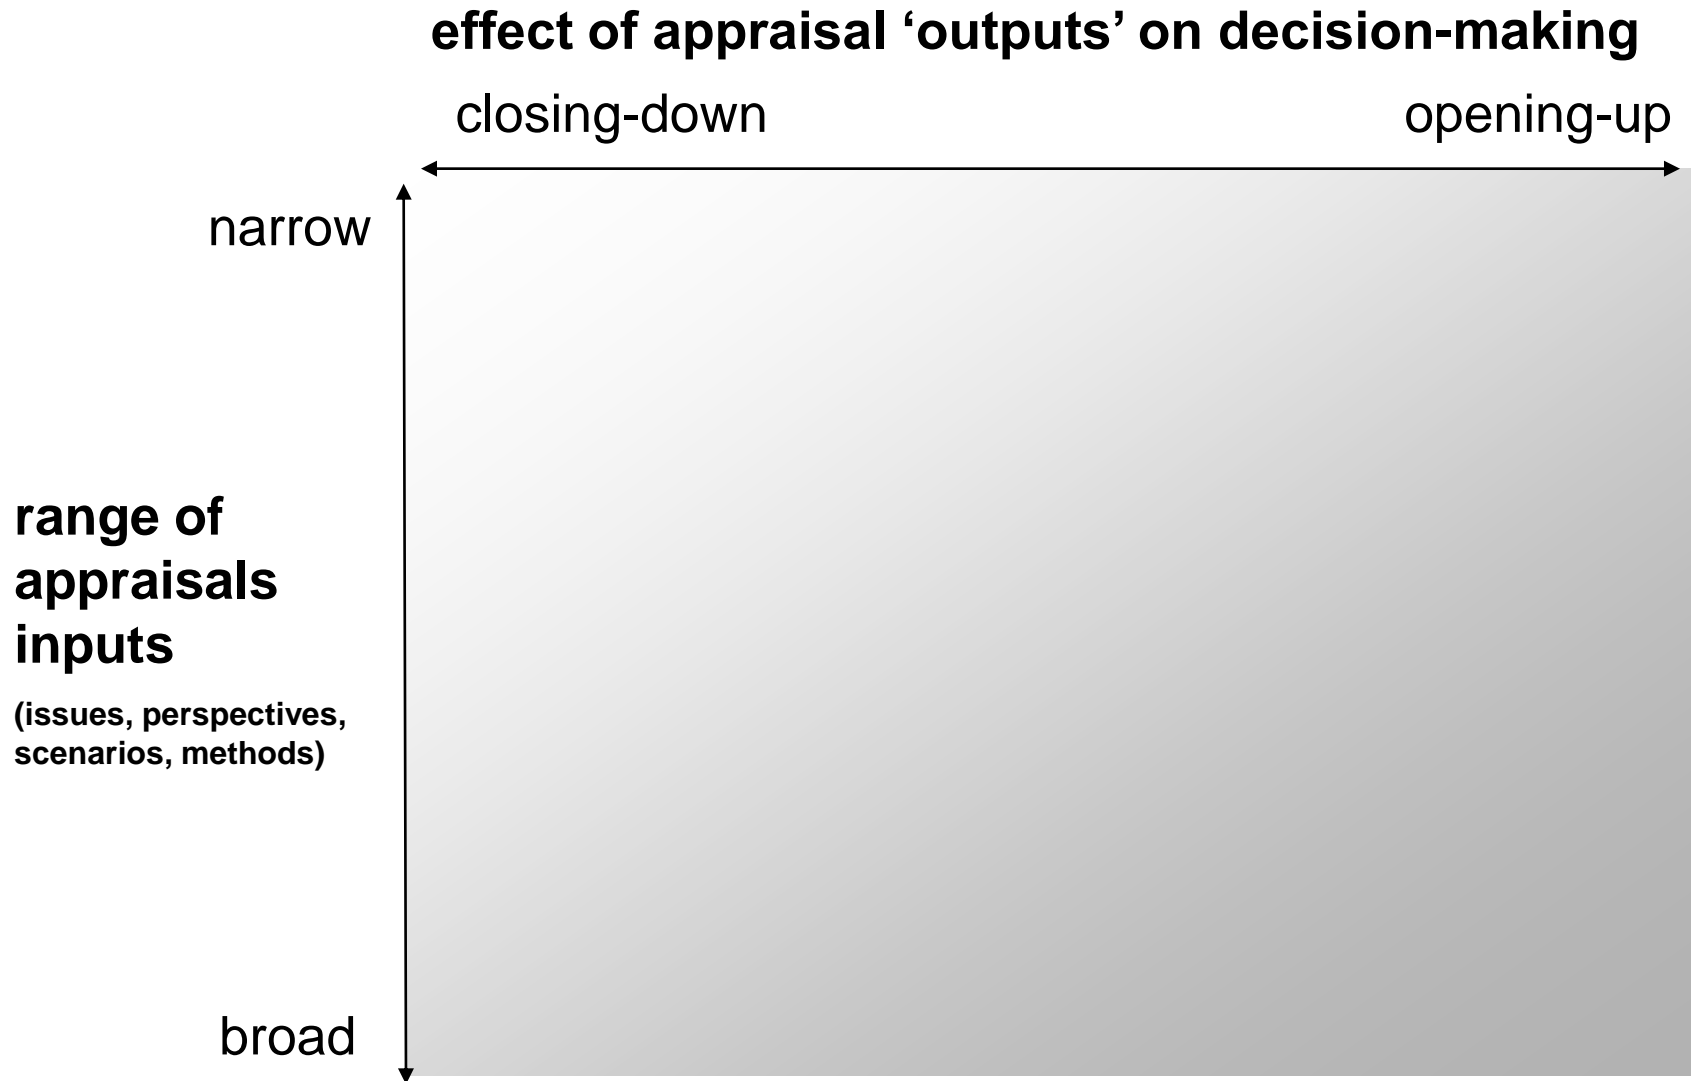 effect of appraisal ‘outputs’ on decision-making
closing-down
opening-up
narrow
range of
appraisals
inputs
(issues, perspectives,
scenarios, methods)
broad